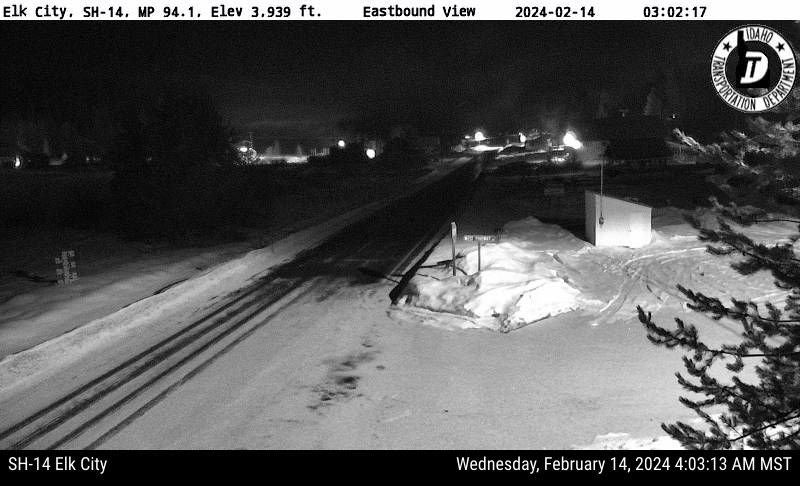 Elk City, SH-14, MP 94.1, Elev 3,939 ft. Eastbound View 2024-02-14 03:02:17
IDAHO
TRANSPORTATION DEPARTMENT
SH-14 Elk City Wednesday, February 14, 2024 4:03:13 AM MST